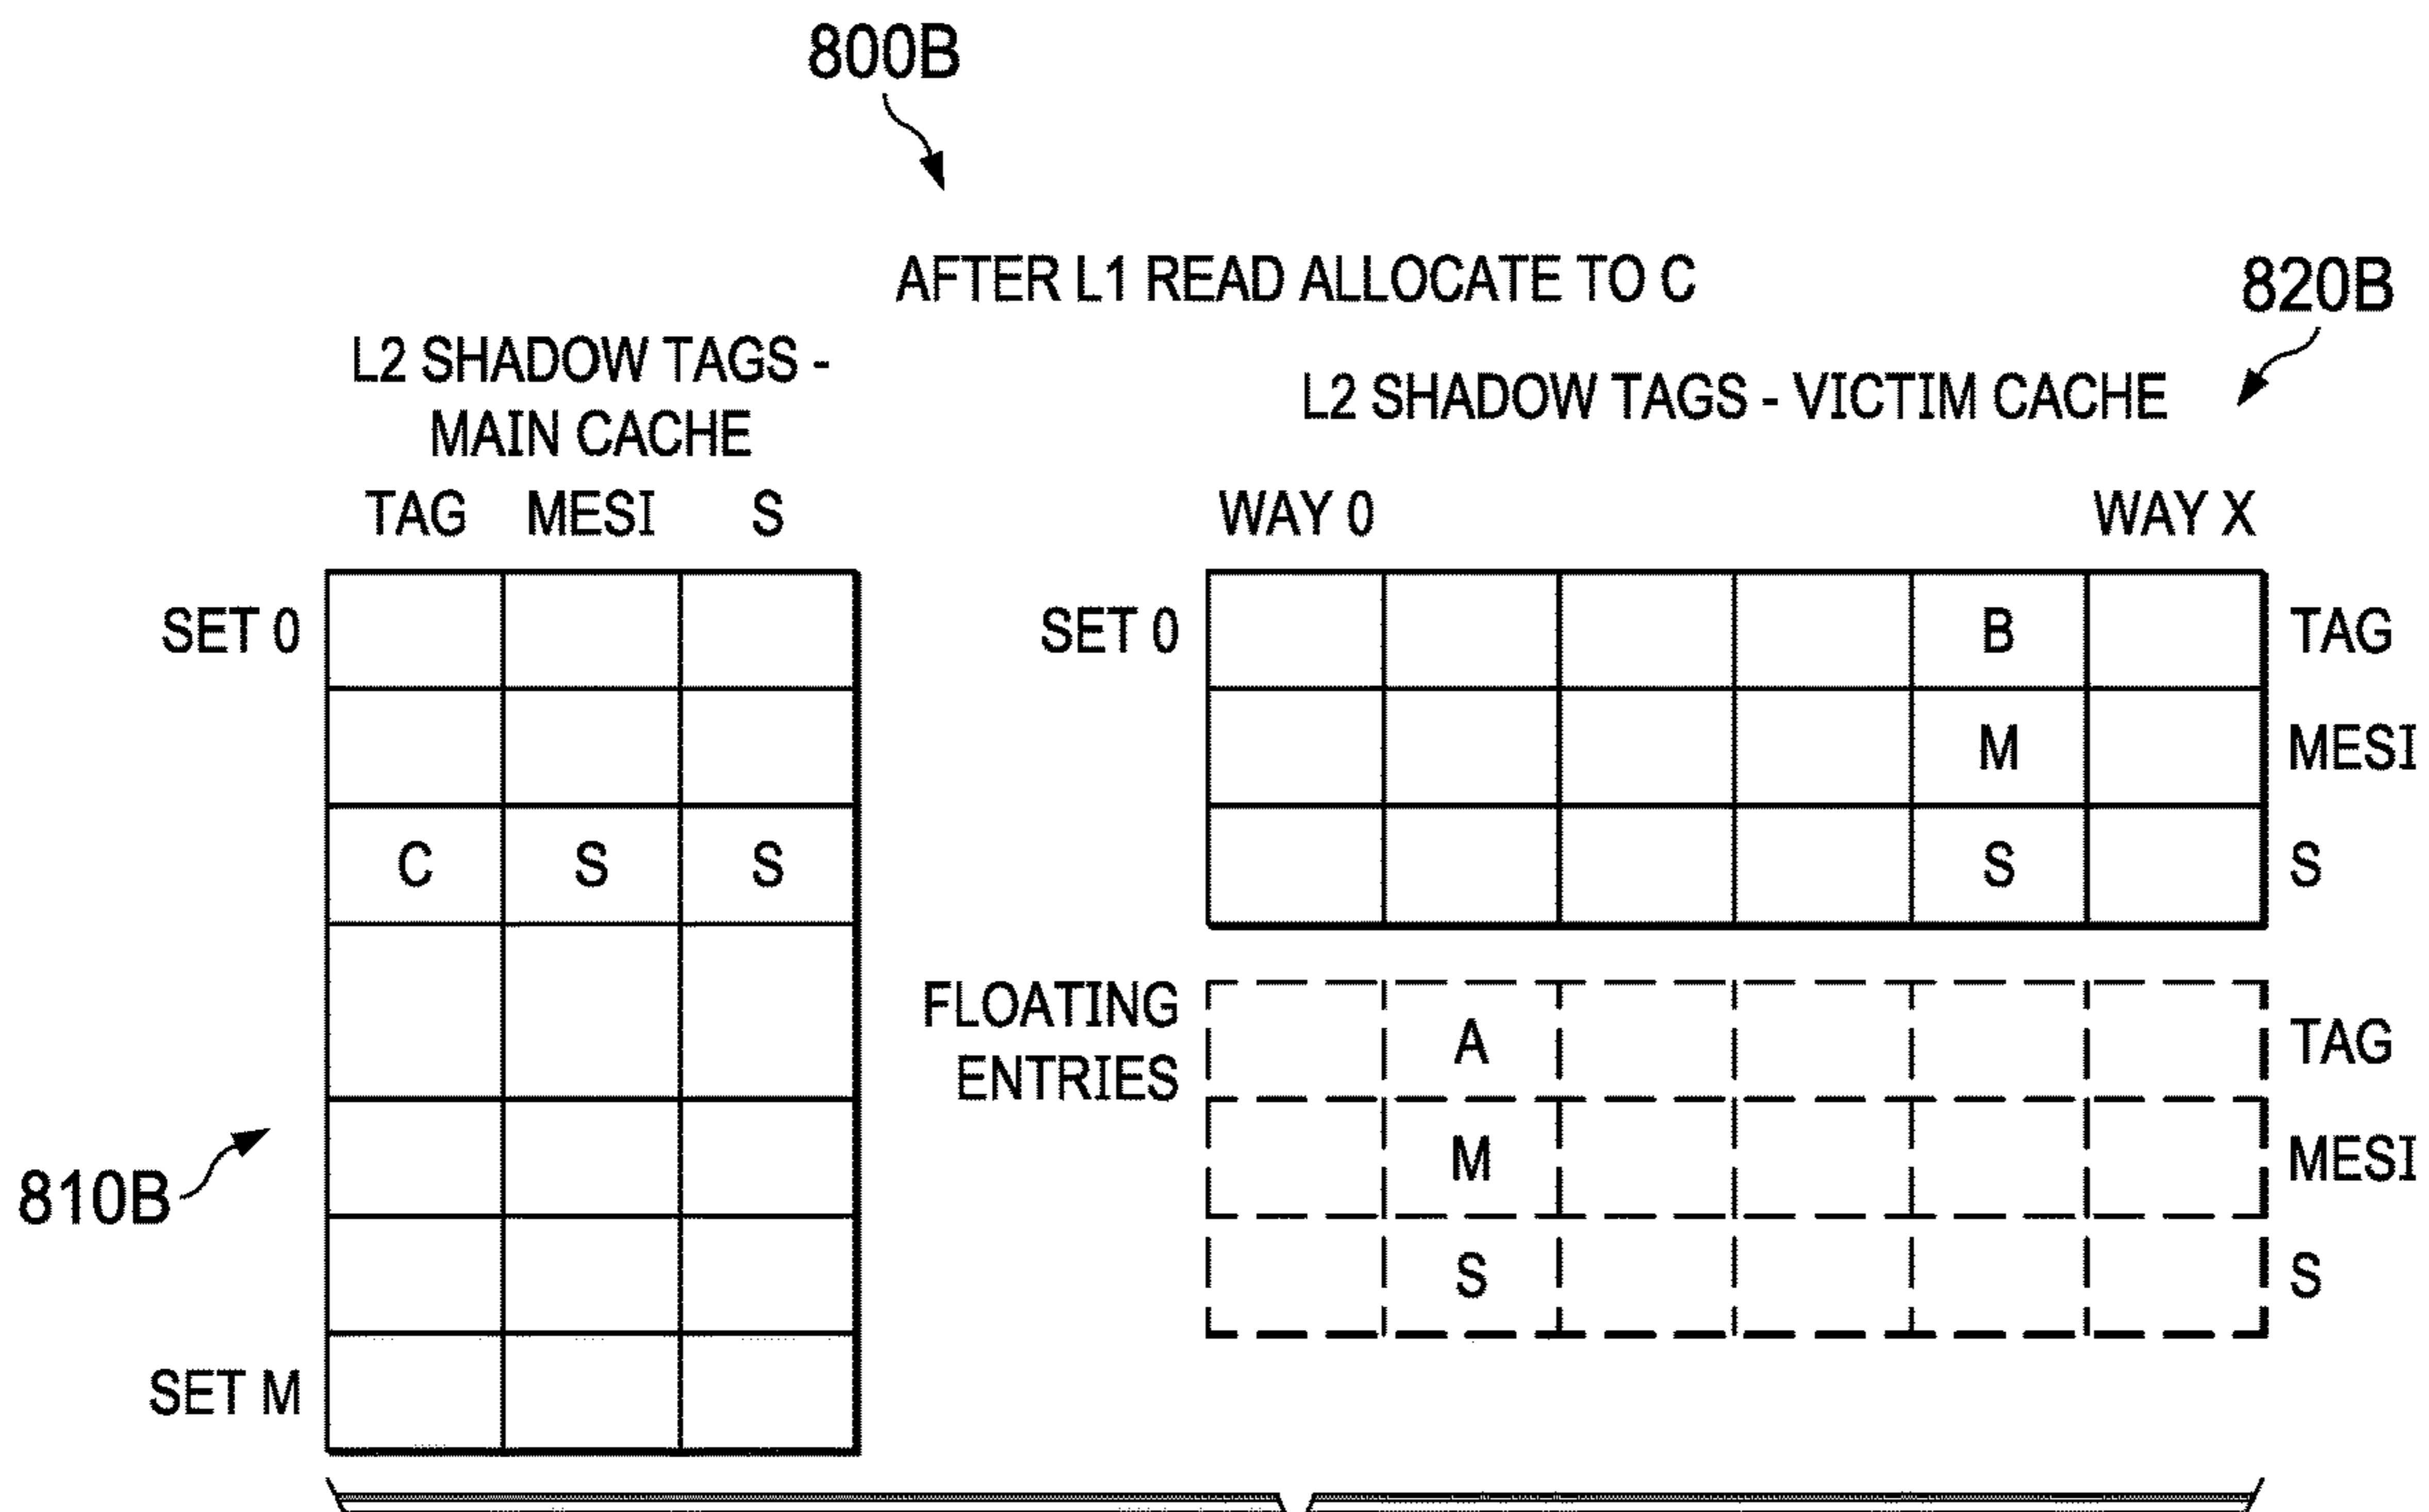 800B
AFTER L1 READ ALLOCATE TO C
820B
L2 SHADOW TAGS -
MAIN CACHE
L2 SHADOW TAGS - VICTIM CACHE
TAG MESI S
WAY 0 WAY X
SET 0
SET 0 B TAG
M MESI
C S S
S S
FLOATING
ENTRIES
A TAG
M MESI
S S
810B
SET M